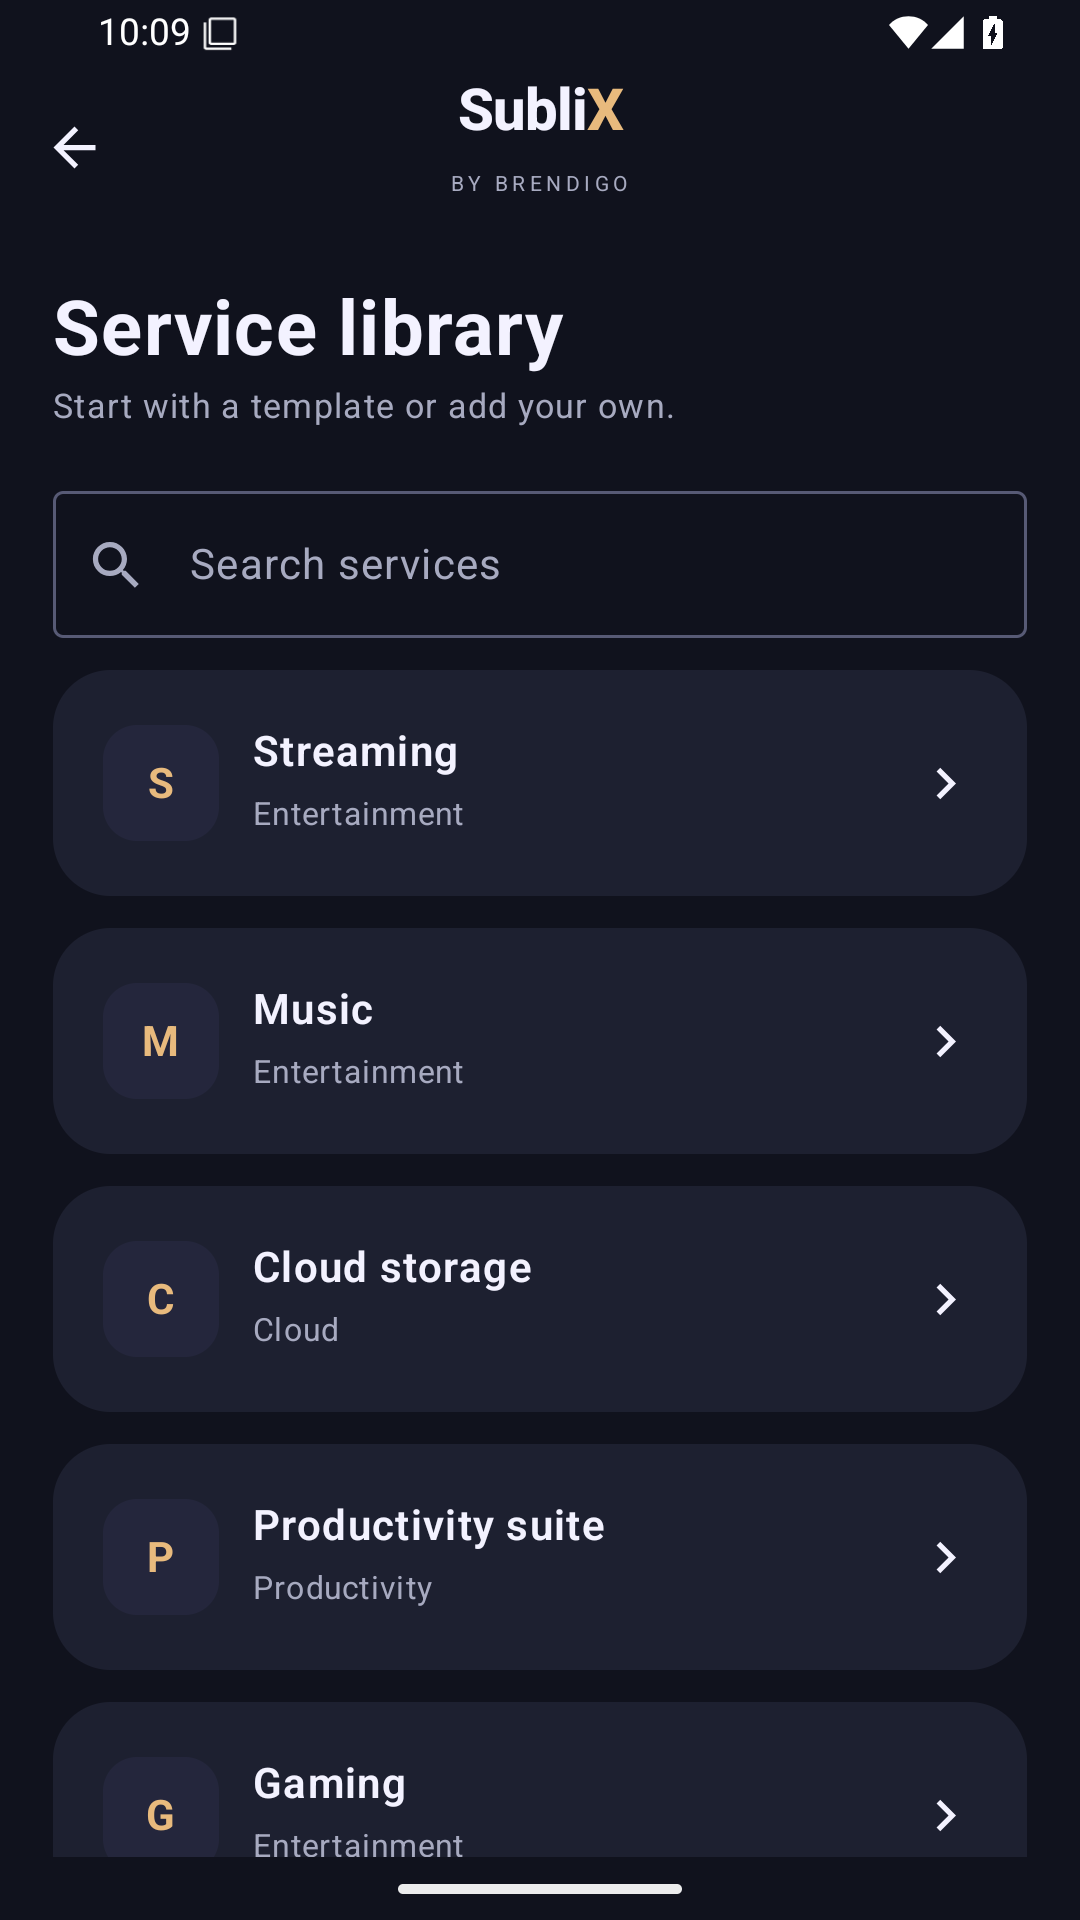 10:09
SubliX
BY BRENDIGO
Service library
Start with a template or add your own.
Search services
S
Streaming
Entertainment
M
Music
Entertainment
C
Cloud storage
Cloud
P
Productivity suite
Productivity
G
Gaming
Entertainment